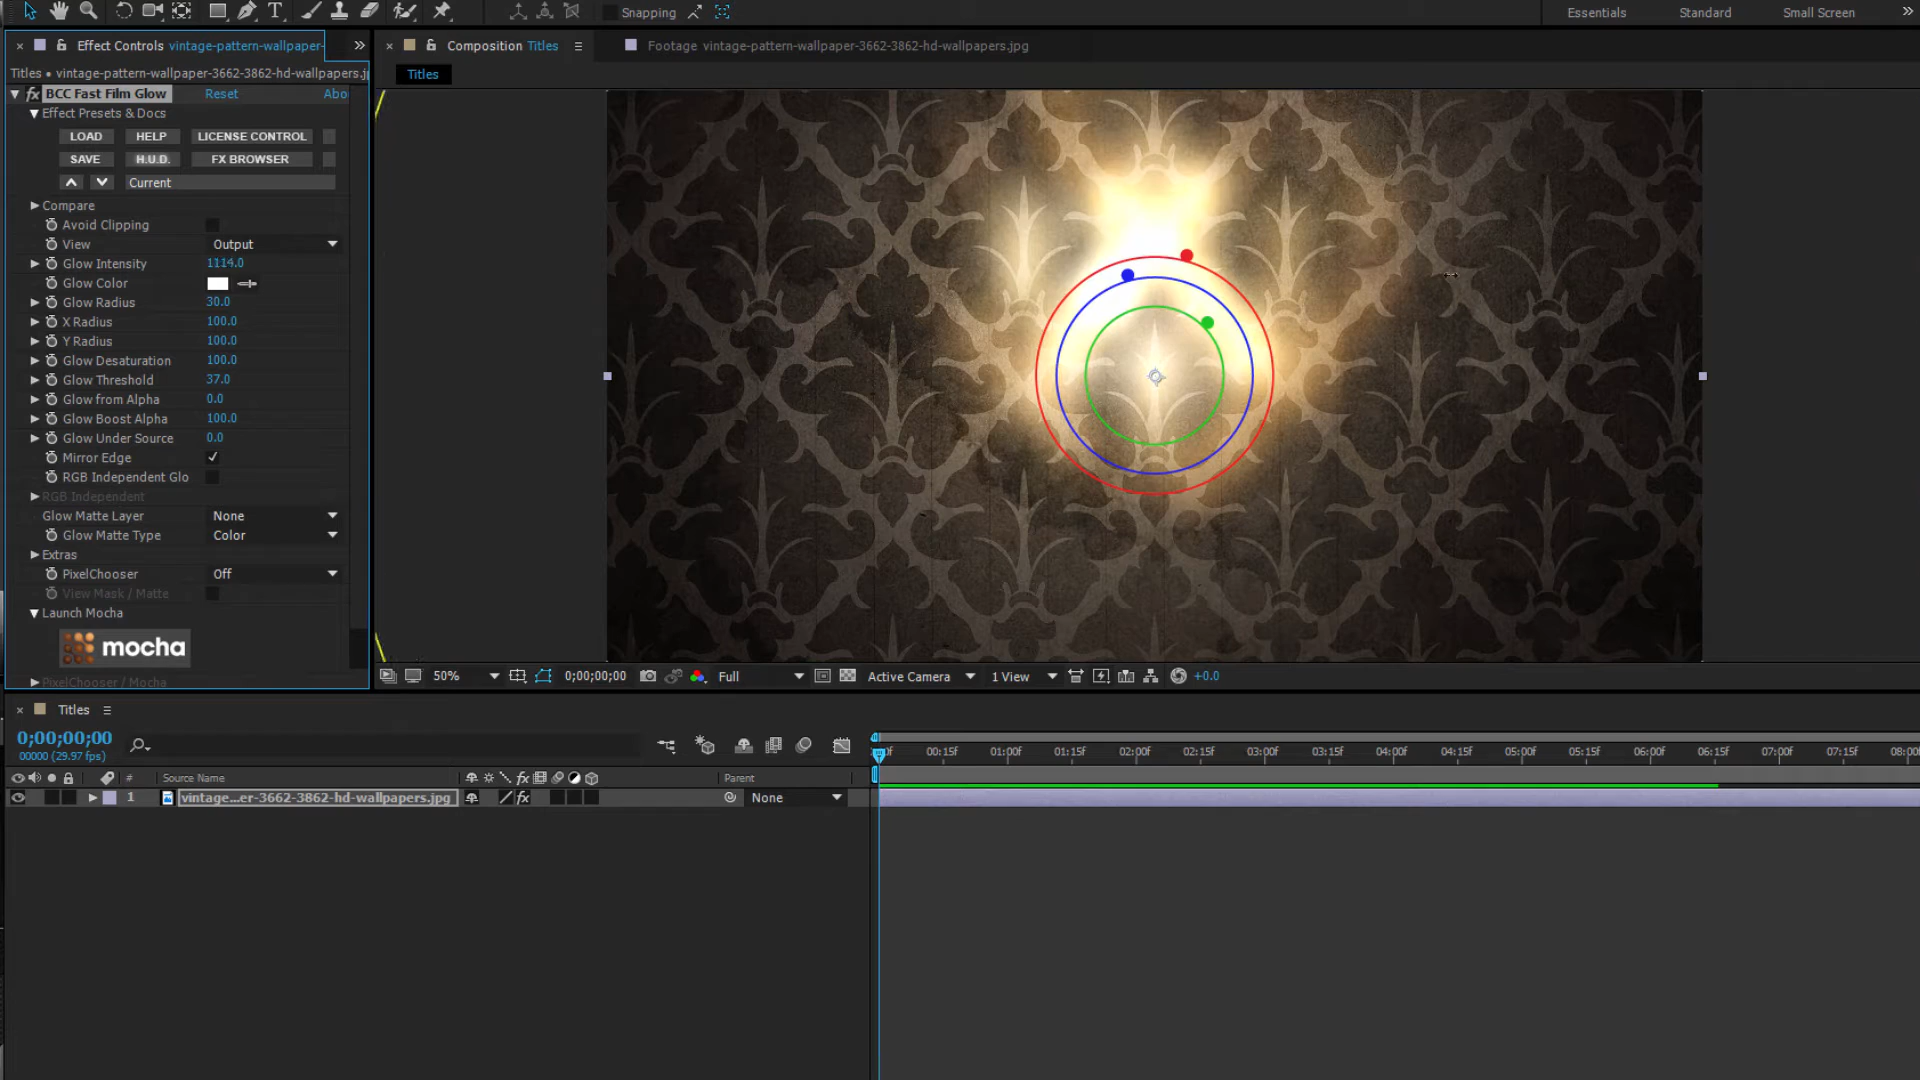 Snapping
Essentials
Standard
Small Screen
Effect Controls vintage-pattern-wallpaper-
Composition Titles
Footage vintage-pattern-wallpaper-3662-3862-hd-wallpapers.jpg
Titles • vintage-pattern-wallpaper-3662-3862-hd-wallpapers.j
Titles
fx BCC Fast Film Glow Reset Abo
Effect Presets & Docs
LOAD HELP LICENSE CONTROL
SAVE H.U.D. FX BROWSER
Current
Compare
Avoid Clipping
View Output
Glow Intensity 1114.0
Glow Color
Glow Radius 30.0
X Radius 100.0
Y Radius 100.0
Glow Desaturation 100.0
Glow Threshold 37.0
Glow from Alpha 0.0
Glow Boost Alpha 100.0
Glow Under Source 0.0
Mirror Edge
RGB Independent Glo
RGB Independent
Glow Matte Layer None
Glow Matte Type Color
Extras
PixelChooser Off
View Mask / Matte
Launch Mocha
mocha
PixelChooser / Mocha
50% 0;00;00;00 Full Active Camera 1 View +0.0
Titles
0;00;00;00
00000 (29.97 fps)
00:15f 01:00f 01:15f 02:00f 02:15f 03:00f 03:15f 04:00f 04:15f 05:00f 05:15f 06:00f 06:15f 07:00f 07:15f 08:00
# Source Name fx Parent
1 vintage...er-3662-3862-hd-wallpapers.jpg fx None